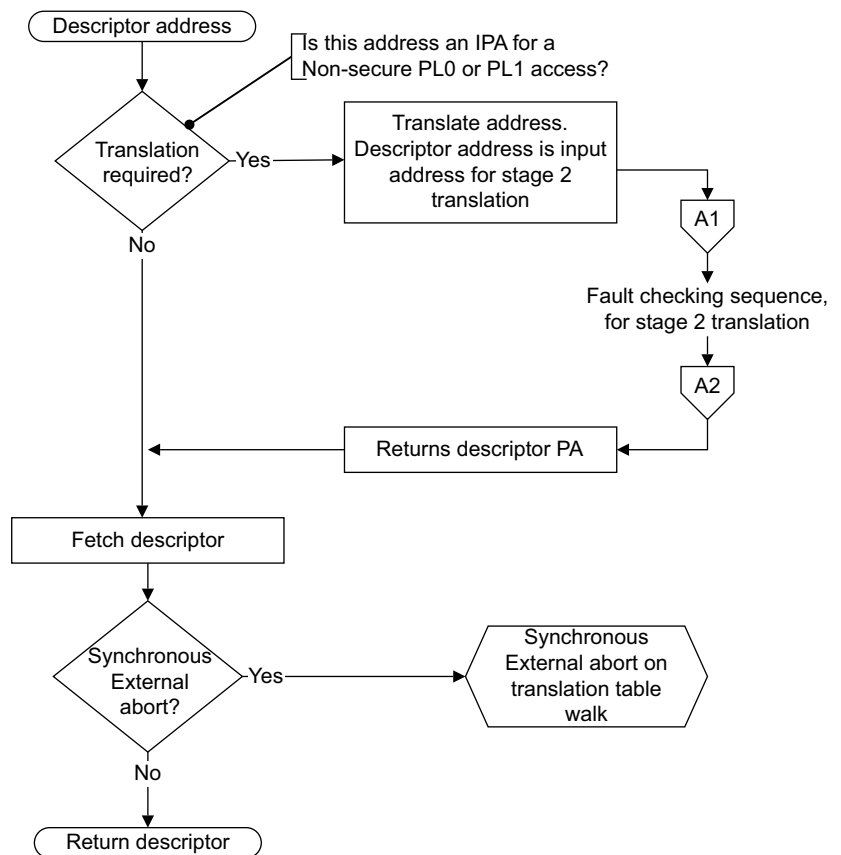 Descriptor address
Is this address an IPA for a
Non-secure PL0 or PL1 access?
Translation
required?
Yes
Translate address.
Descriptor address is input
address for stage 2
translation
A1
No
Fault checking sequence,
for stage 2 translation
A2
Returns descriptor PA
Fetch descriptor
Synchronous
External
abort?
Yes
Synchronous
External abort on
translation table
walk
No
Return descriptor